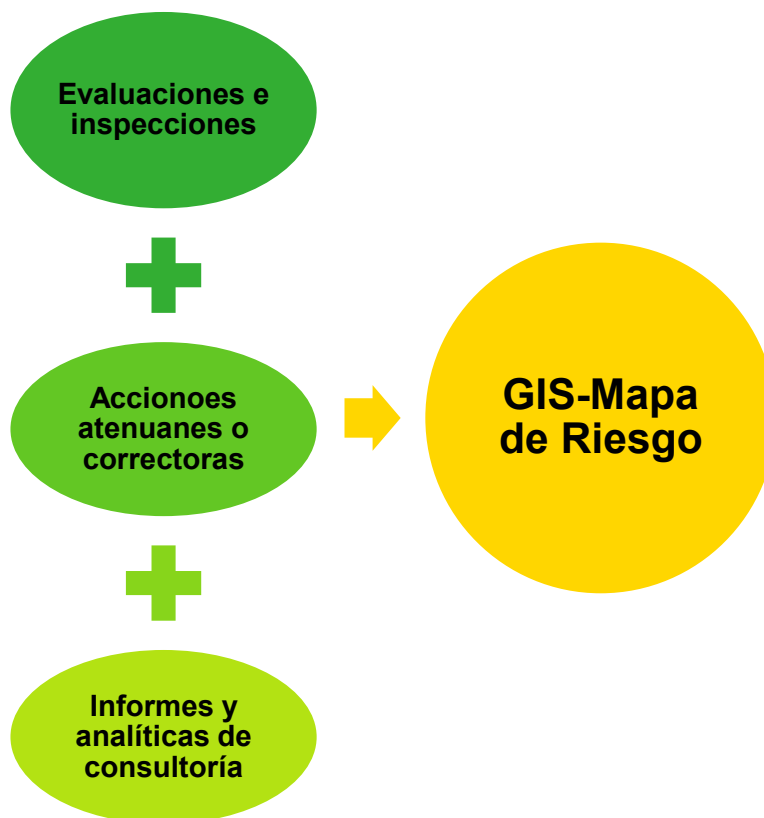 Evaluaciones e
inspecciones
Accionoes
atenuanes o
correctoras
GIS-Mapa
de Riesgo
Informes y
analíticas de
consultoría